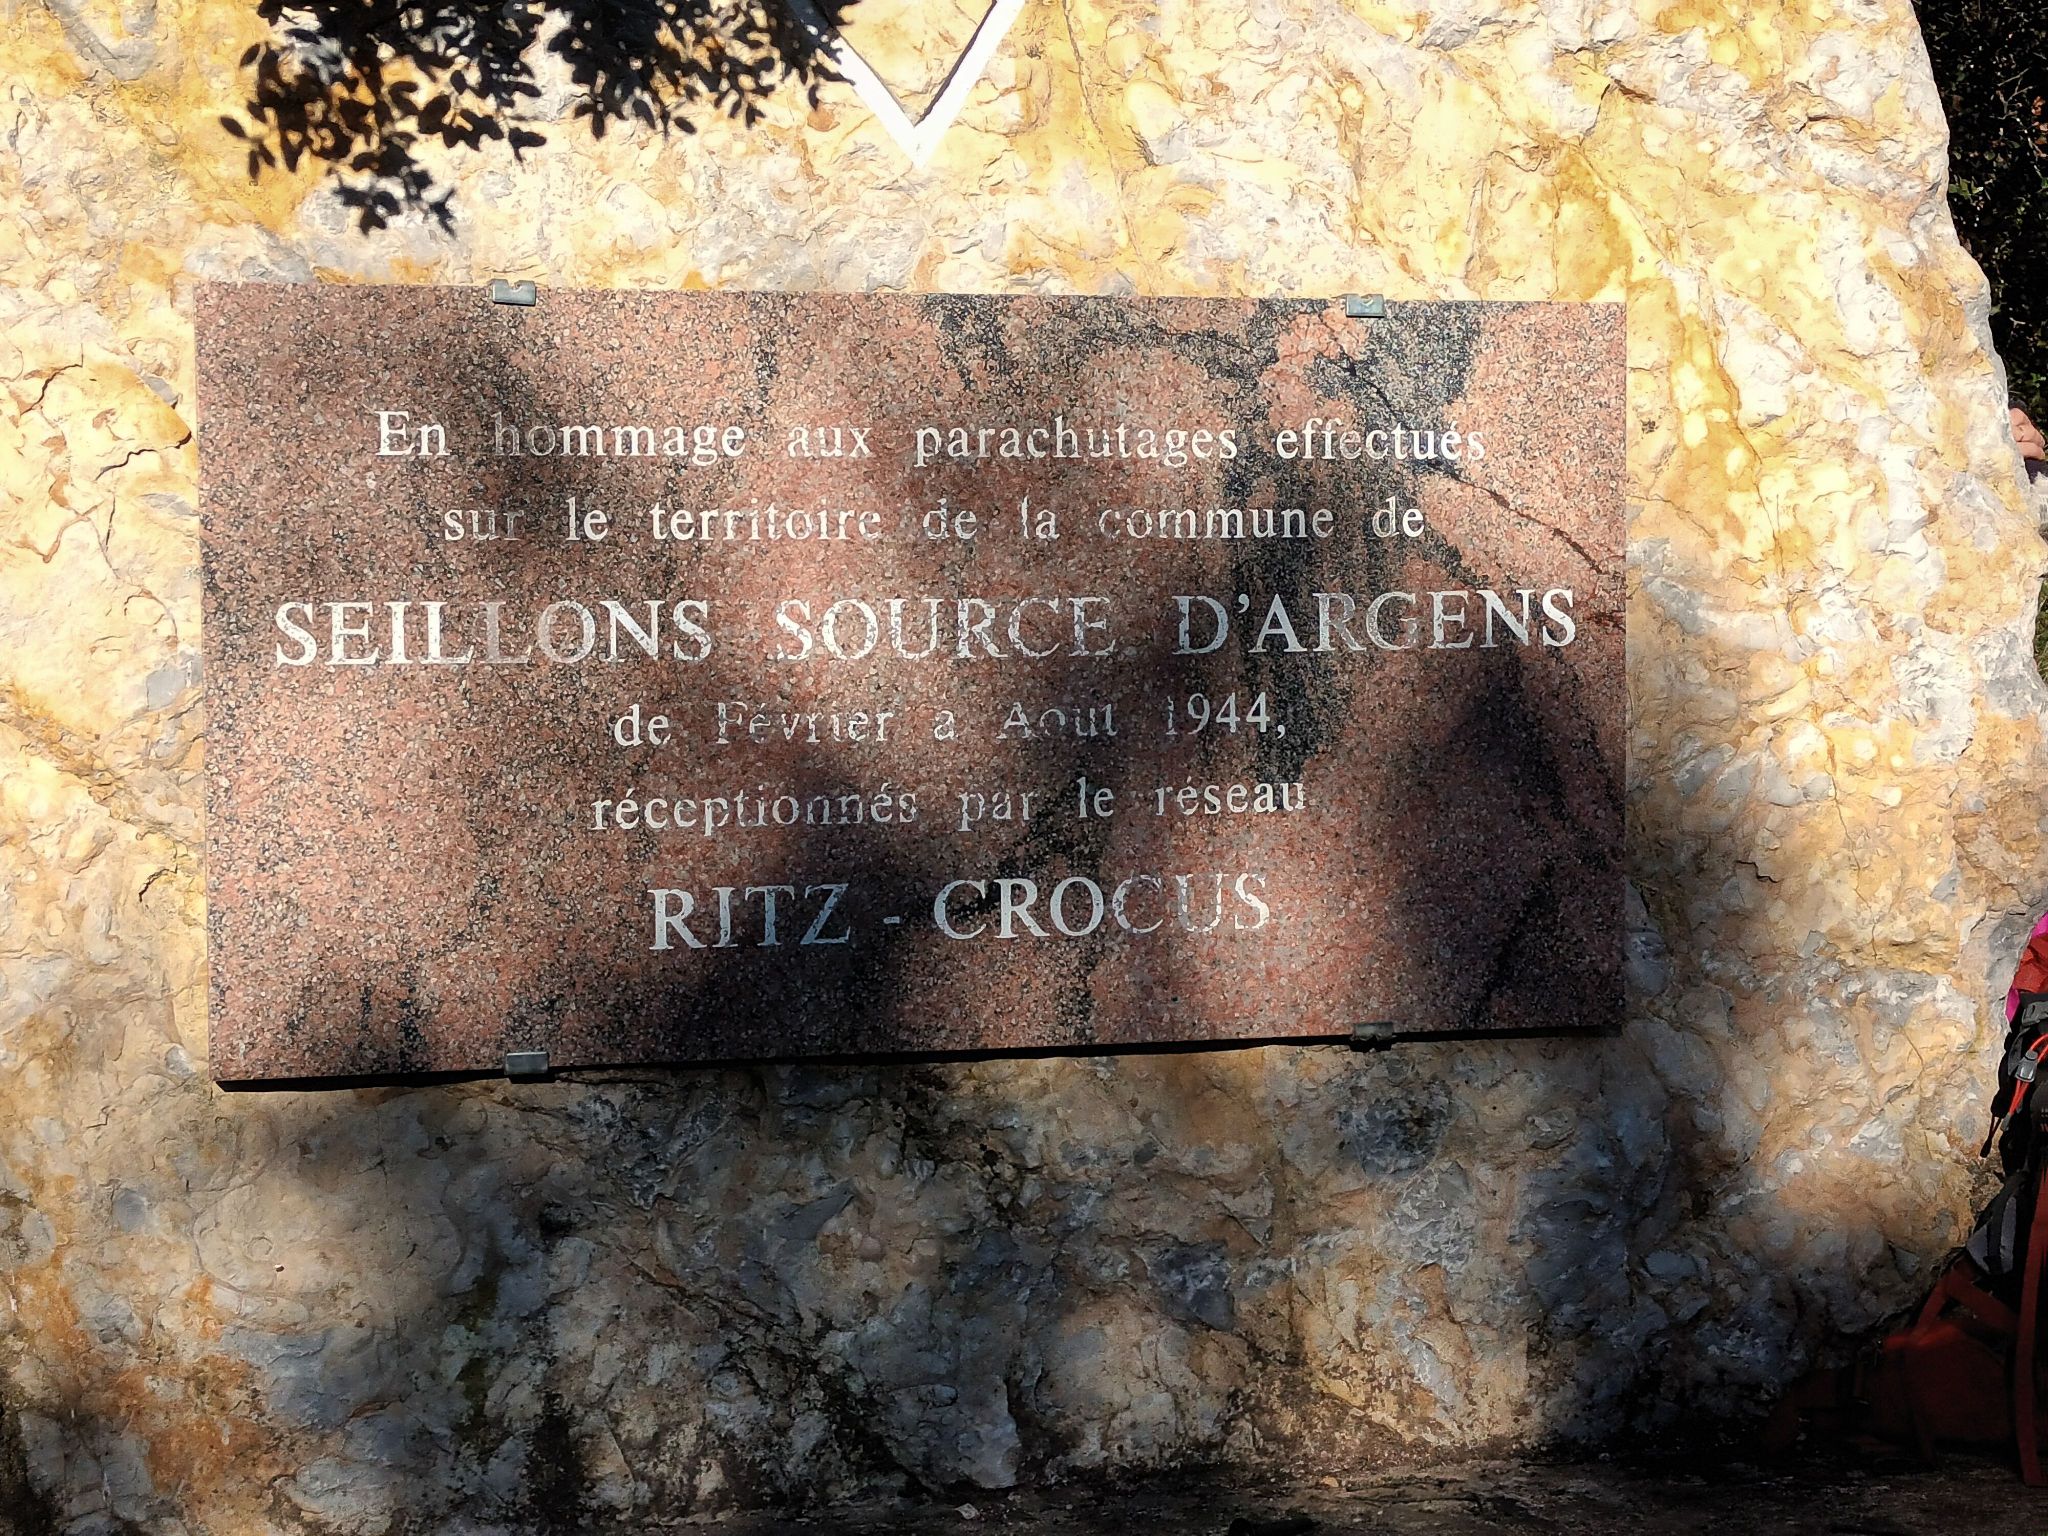 En hommage aux parachutages effectués
sur le territoire de la commune de
SEILLONS SOURCE D'ARGENS
de Février a Aout 1944,
réceptionnés par le réseau
RITZ - CROCUS